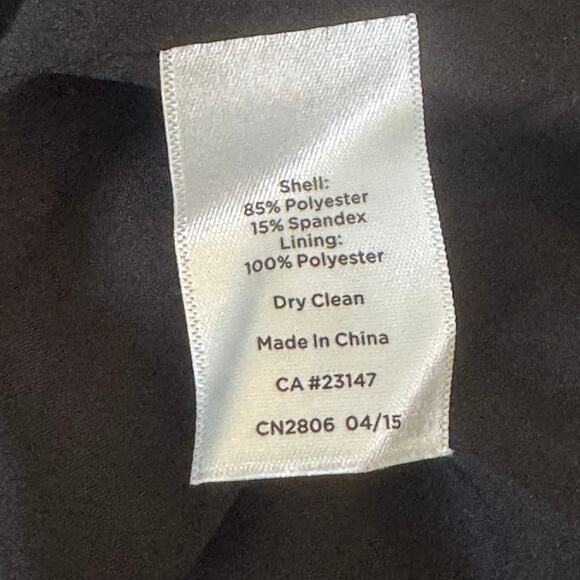 Shell:
85% Polyester
15% Spandex
Lining:
100% Polyester
Dry Clean
Made In China
CA #23147
CN2806 04/15